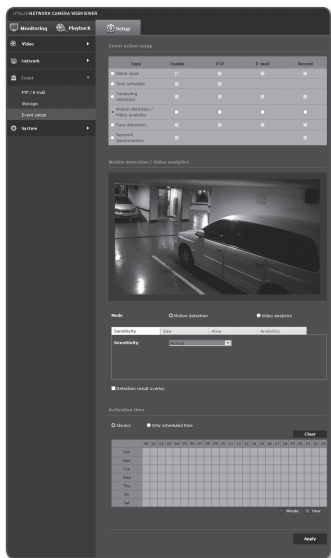 iPOLiS NETWORK CAMERA WEBVIEWER
Monitoring
Playback
Setup
Video
Network
Event
FTP / E-mail
Storage
Event setup
System
Event action setup
Type Enable FTP E-mail Record
Alarm input
Time schedule
Tampering
detection
Motion detection /
Video analytics
Face detection
Network
disconnection
Motion detection / Video analytics
Mode Motion detection Video analytics
Sensitivity Size Area Analytics
Sensitivity Normal
Detection result overlay
Activation time
Always Only scheduled time
Clear
00 01 02 03 04 05 06 07 08 09 10 11 12 13 14 15 16 17 18 19 20 21 22 23
Sun
Mon
Tue
Wed
Thu
Fri
Sat
Minute Hour
Apply